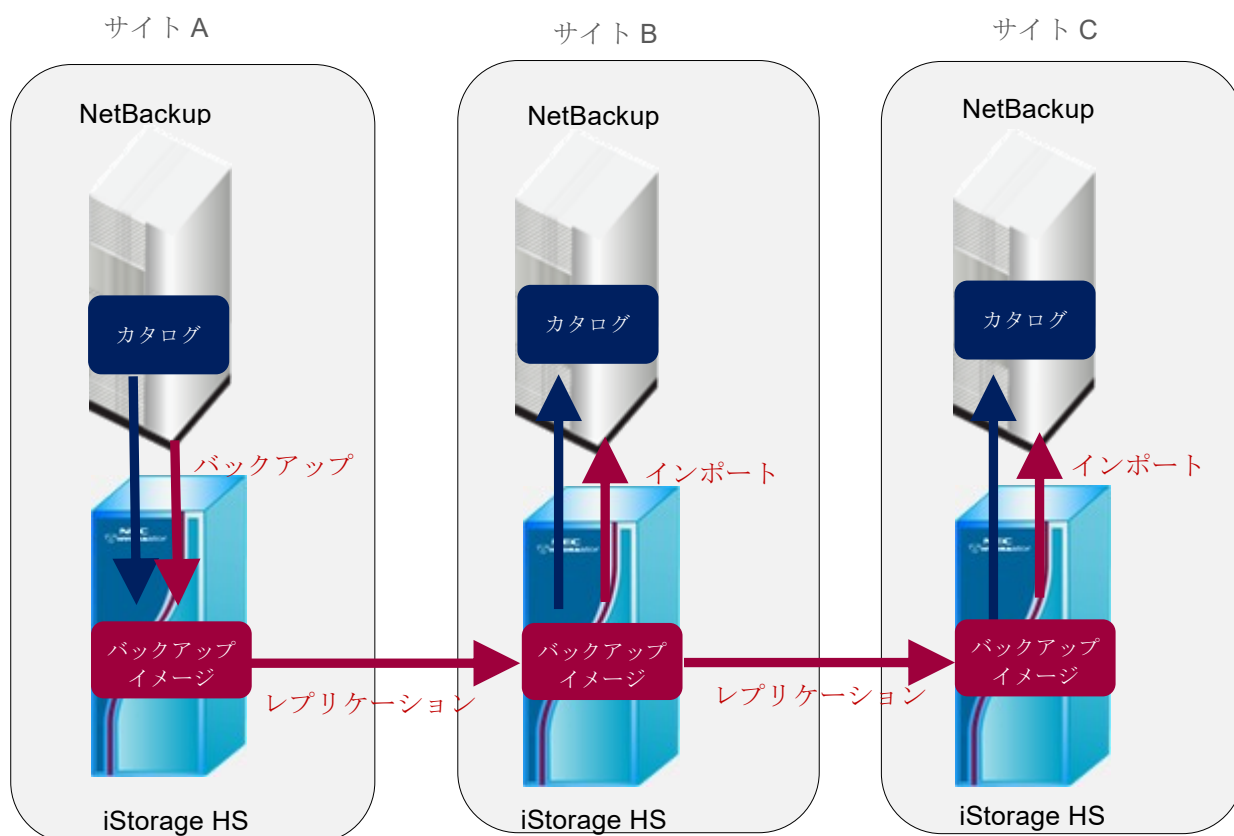 サイト A
サイト B
サイト C
NetBackup
NetBackup
NetBackup
カタログ
カタログ
カタログ
バックアップ
インポート
インポート
バックアップ
イメージ
バックアップ
イメージ
バックアップ
イメージ
レプリケーション
レプリケーション
iStorage HS
iStorage HS
iStorage HS